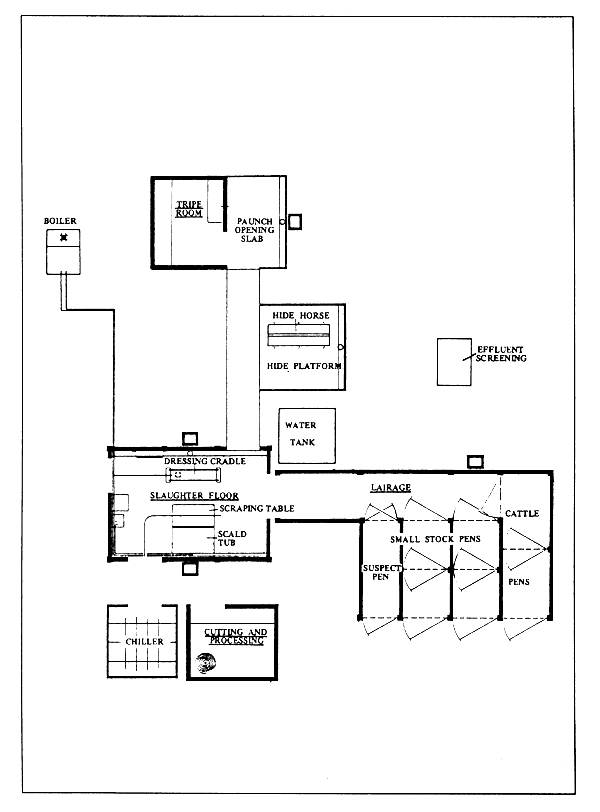 TRIPE
ROOM
BOILER
PAUNCH
OPENING
SLAB
HIDE HORSE
HIDE PLATFORM
EFFLUENT
SCREENING
WATER
TANK
DRESSING CRADLE
SLAUGHTER FLOOR
SCRAPING TABLE
SCALD
TUB
LAIRAGE
CATTLE
SMALL STOCK PENS
SUSPECT
PEN
PENS
CHILLER
CUTTING AND
PROCESSING